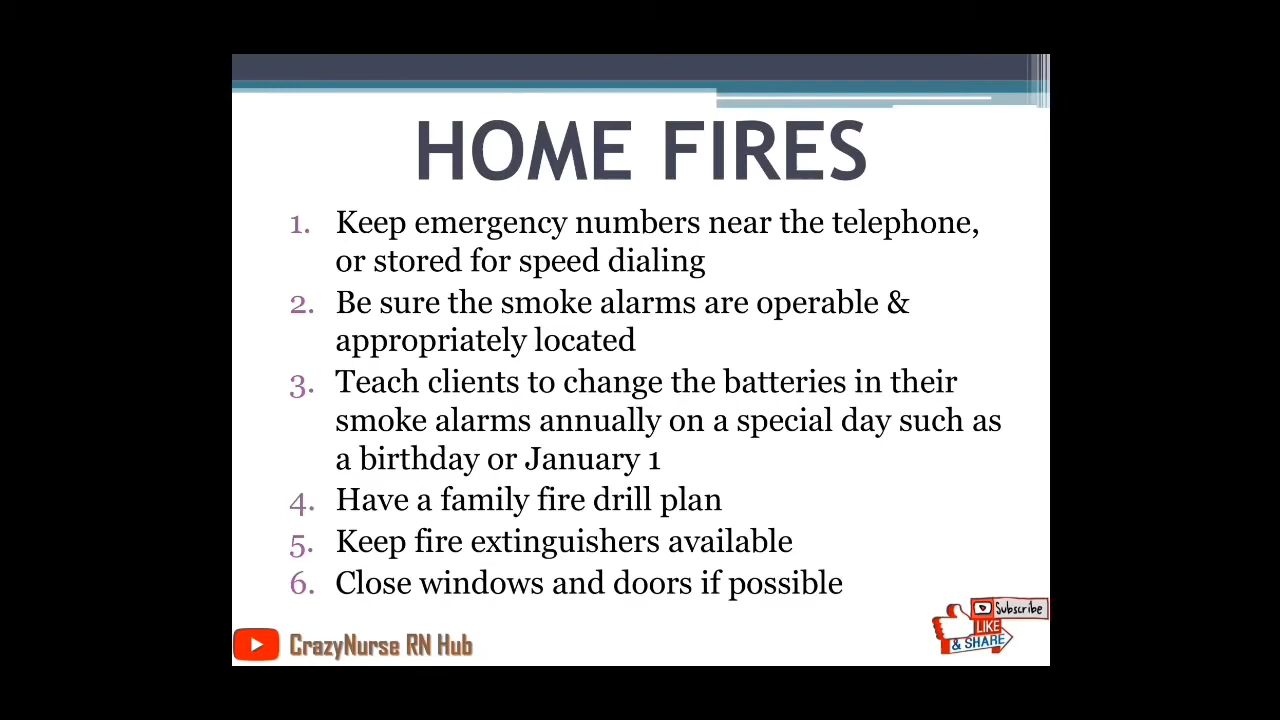 HOME FIRES
1. Keep emergency numbers near the telephone,
or stored for speed dialing
2. Be sure the smoke alarms are operable &
appropriately located
3. Teach clients to change the batteries in their
smoke alarms annually on a special day such as
a birthday or January 1
4. Have a family fire drill plan
5. Keep fire extinguishers available
6. Close windows and doors if possible
Subscribe
LIKE
& SHARE
CrazyNurse RN Hub